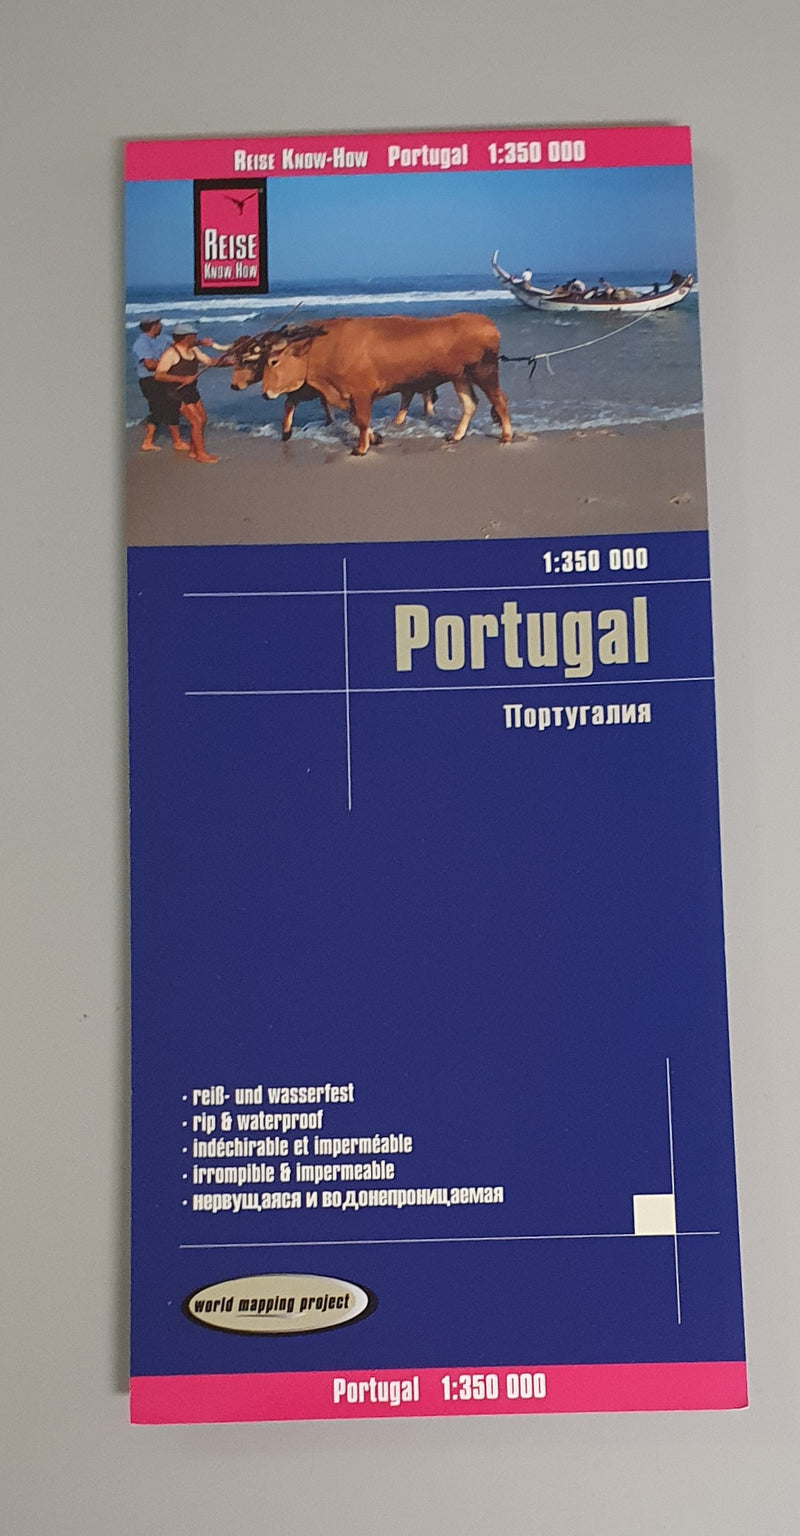 Reise Know-How Portugal 1:350 000
Reise
Know-How
1:350 000
Portugal
Португалия
· reiß- und wasserfest
· rip & waterproof
· indéchirable et imperméable
· irrompible & impermeable
· нервущаяся и водонепроницаемая
world mapping project
Portugal 1:350 000